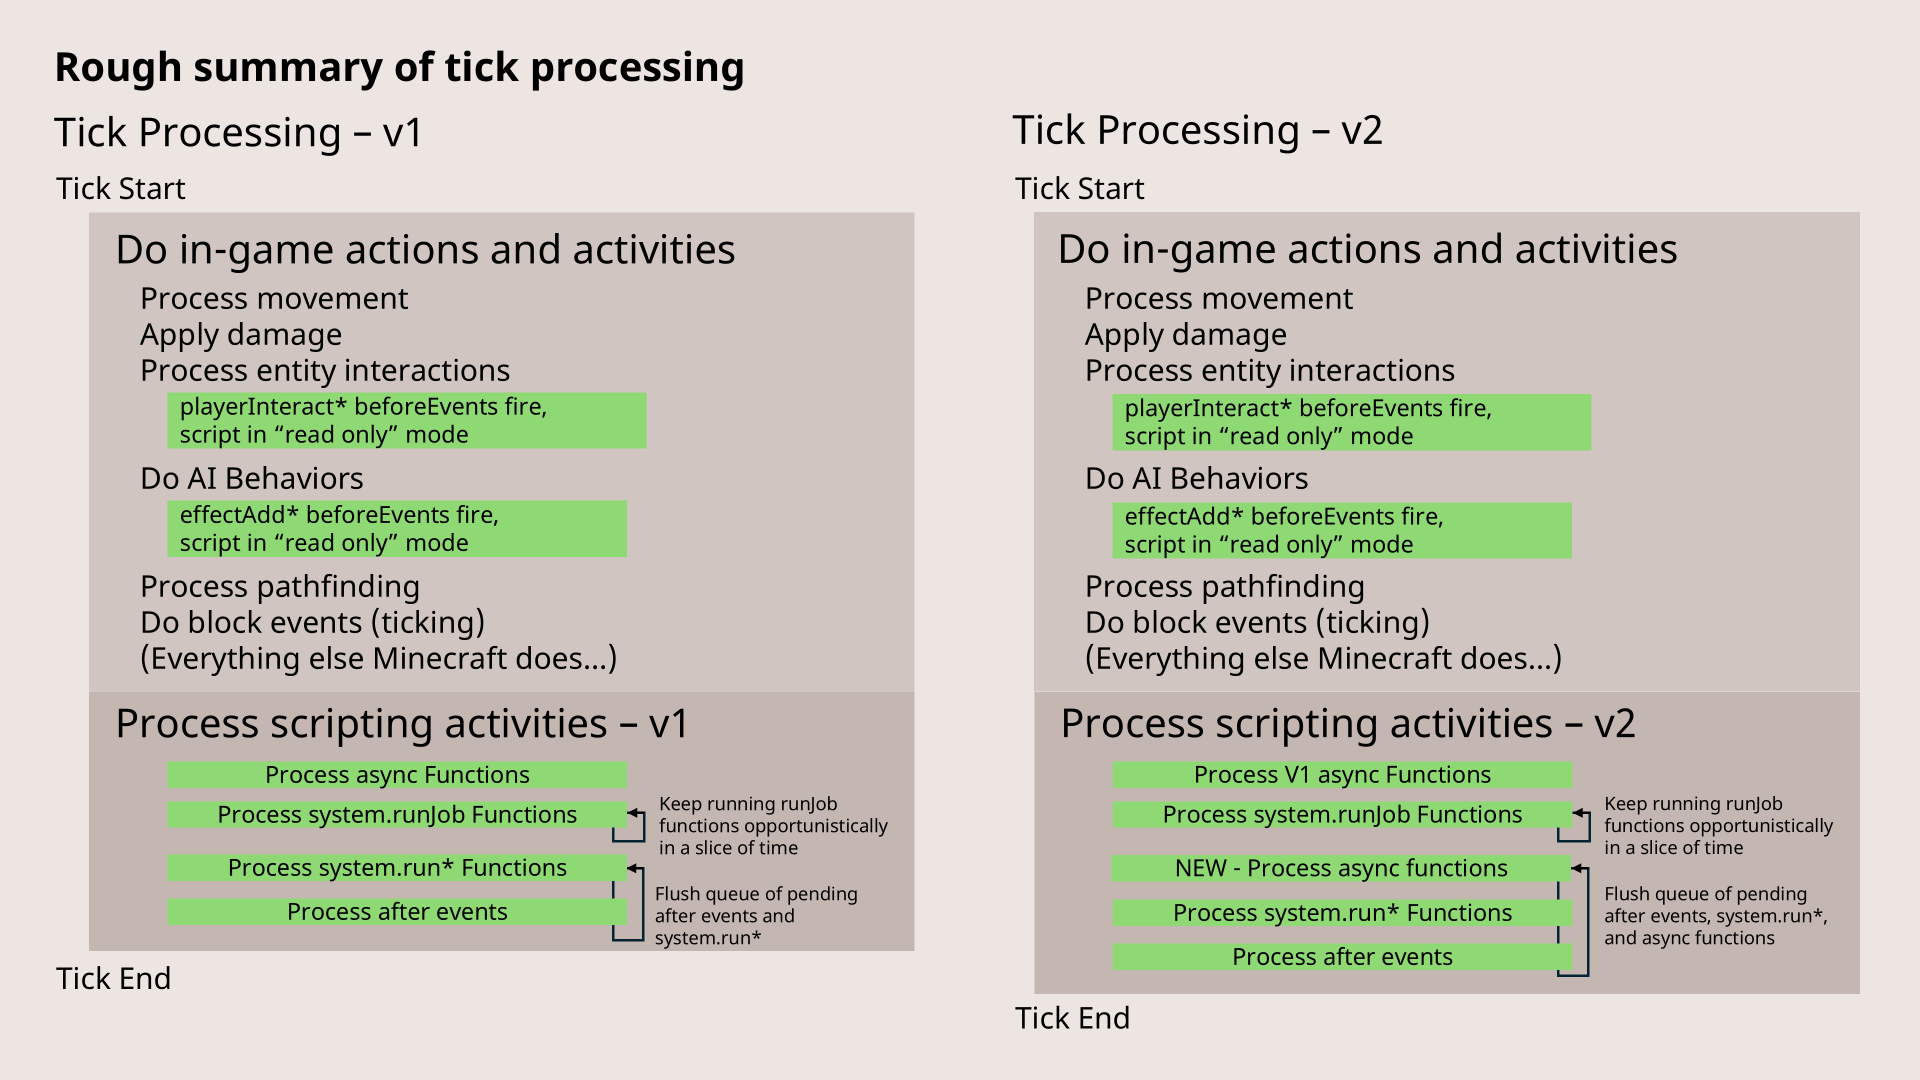 Rough summary of tick processing
Tick Processing – v1
Tick Start
Do in-game actions and activities
Process movement
Apply damage
Process entity interactions
playerInteract* beforeEvents fire,
script in “read only” mode
Do AI Behaviors
effectAdd* beforeEvents fire,
script in “read only” mode
Process pathfinding
Do block events (ticking)
(Everything else Minecraft does...)
Process scripting activities – v1
Process async Functions
Process system.runJob Functions
Keep running runJob
functions opportunistically
in a slice of time
Process system.run* Functions
Process after events
Flush queue of pending
after events and
system.run*
Tick End
Tick Processing – v2
Tick Start
Do in-game actions and activities
Process movement
Apply damage
Process entity interactions
playerInteract* beforeEvents fire,
script in “read only” mode
Do AI Behaviors
effectAdd* beforeEvents fire,
script in “read only” mode
Process pathfinding
Do block events (ticking)
(Everything else Minecraft does...)
Process scripting activities – v2
Process V1 async Functions
Process system.runJob Functions
Keep running runJob
functions opportunistically
in a slice of time
NEW - Process async functions
Process system.run* Functions
Process after events
Flush queue of pending
after events, system.run*,
and async functions
Tick End